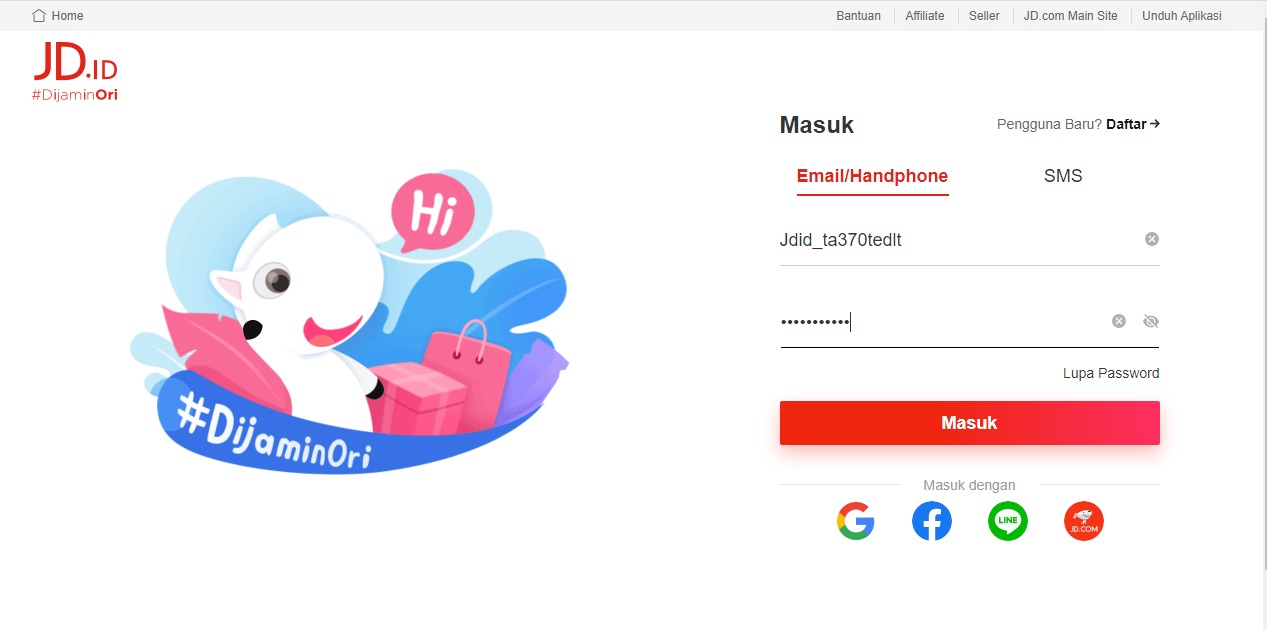 Home
Bantuan
Affiliate
Seller
JD.com Main Site
Unduh Aplikasi
JD.ID
#DijaminOri
Masuk
Pengguna Baru? Daftar
Email/Handphone
SMS
Hi
Jdid_ta370tedlt
•••••••••••
Lupa Password
#DijaminOri
Masuk
Masuk dengan
LINE
JD.COM